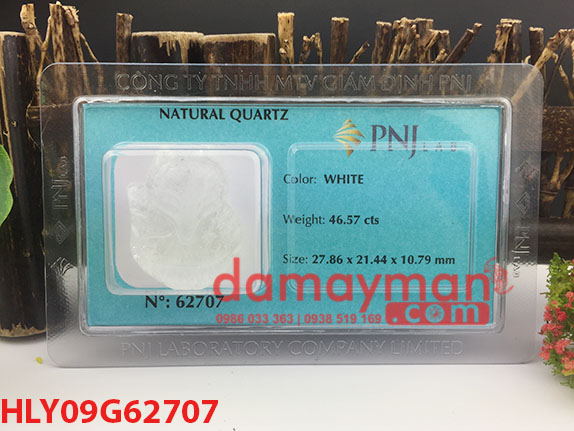 CÔNG TY TNHH MTV GIÁM ĐỊNH PNJ
NATURAL QUARTZ
PNJ LAB
Color: WHITE
Weight: 46.57 cts
Size: 27.86 x 21.44 x 10.79 mm
N°: 62707
damayman
.com
0986 033 363 | 0938 519 169
PNJ LABORATORY COMPANY LIMITED
HLY09G62707